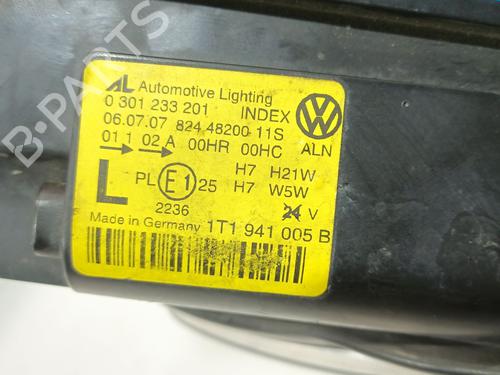 B-PARTS
AL Automotive Lighting
0 301 233 201 INDEX
06.07.07 824 48200 11S
01 1 02 A 00HR 00HC ALN
H7 H21W
L PL E1 25 H7 W5W
2236 24 V
Made in Germany 1T1 941 005 B